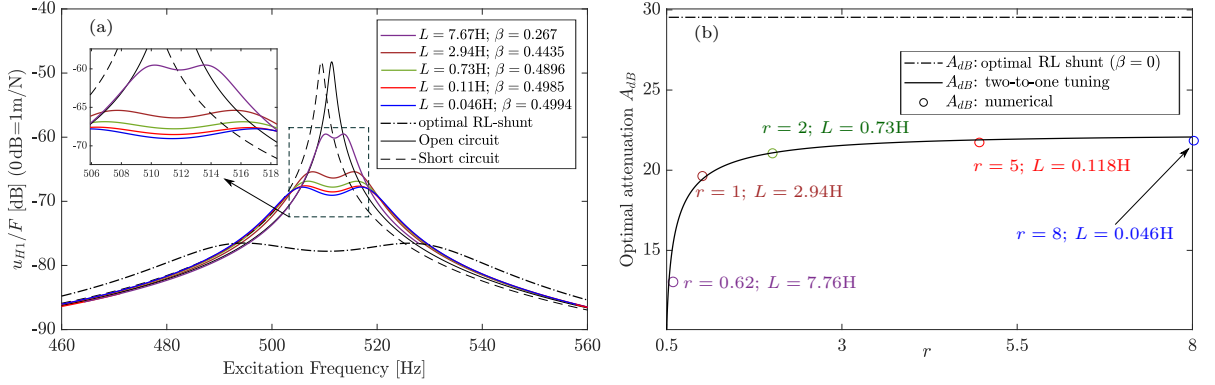 (a)
L = 7.67H; β = 0.267
L = 2.94H; β = 0.4435
L = 0.73H; β = 0.4896
L = 0.11H; β = 0.4985
L = 0.046H; β = 0.4994
optimal RL-shunt
Open circuit
Short circuit
-60
-65
-70
506 508 510 512 514 516 518
-40
-50
-60
-70
-80
-90
460 480 500 520 540 560
Excitation Frequency [Hz]
u_{H1}/F [dB] (0 dB=1m/N)
(b)
A_{dB}: optimal RL shunt (β = 0)
A_{dB}: two-to-one tuning
A_{dB}: numerical
r = 2; L = 0.73H
r = 1; L = 2.94H
r = 5; L = 0.118H
r = 8; L = 0.046H
r = 0.62; L = 7.76H
30
25
20
15
0.5 3 5.5 8
r
Optimal attenuation A_{dB}